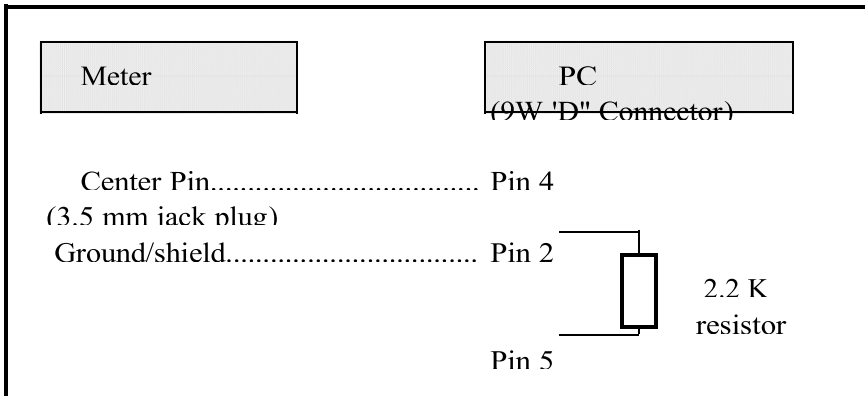 Meter
PC
(9W 'D" Connector)
Center Pin................................... Pin 4
(3.5 mm jack plug)
Ground/shield................................. Pin 2
2.2 K
resistor
Pin 5